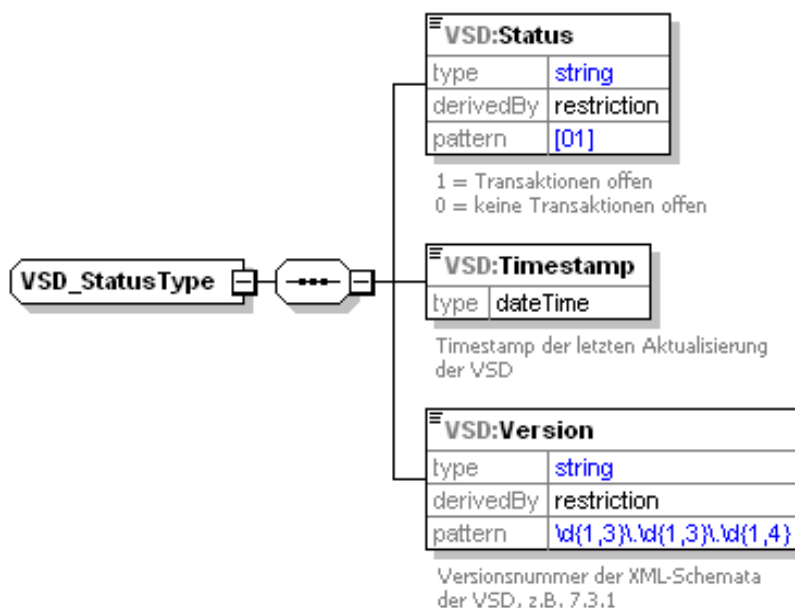 VSD:Status
type string
derivedBy restriction
pattern [01]
1 = Transaktionen offen
0 = keine Transaktionen offen
VSD_StatusType
VSD:Timestamp
type dateTime
Timestamp der letzten Aktualisierung
der VSD
VSD:Version
type string
derivedBy restriction
pattern \d{1,3}\.\d{1,3}\.\d{1,4}
Versionsnummer der XML-Schemata
der VSD, z.B. 7.3.1